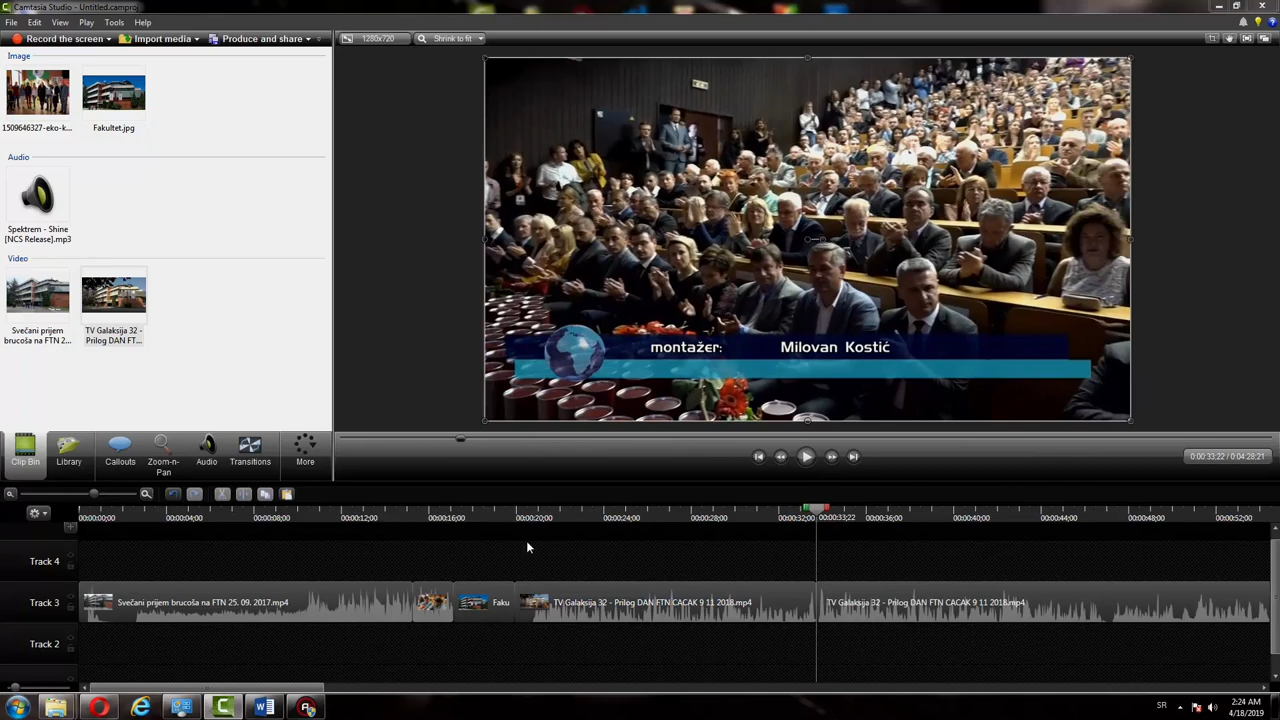 Camtasia Studio - Untitled.camproj
File Edit View Play Tools Help
Record the screen Import media Produce and share
1280x720 Shrink to fit
Image
1509646327-eko-k...
Fakultet.jpg
Audio
Spektrem - Shine
[NCS Release].mp3
Video
Svečani prijem
brucoša na FTN 2...
TV Galaksija 32 -
Prilog DAN FT...
montažer: Milovan Kostić
Clip Bin Library Callouts Zoom-n-
Pan Audio Transitions More
0:00:33;22 / 0:04:28;21
00:00:00;00 00:00:04;00 00:00:08;00 00:00:12;00 00:00:16;00 00:00:20;00 00:00:24;00 00:00:28;00 00:00:32;00 00:00:33;22 00:00:36;00 00:00:40;00 00:00:44;00 00:00:48;00 00:00:52;00
Track 4
Track 3 Svečani prijem brucoša na FTN 25. 09. 2017.mp4 Faku TV Galaksija 32 - Prilog DAN FTN CACAK 9 11 2018.mp4 TV Galaksija 32 - Prilog DAN FTN CACAK 9 11 2018.mp4
Track 2
SR 2:24 AM
4/18/2019